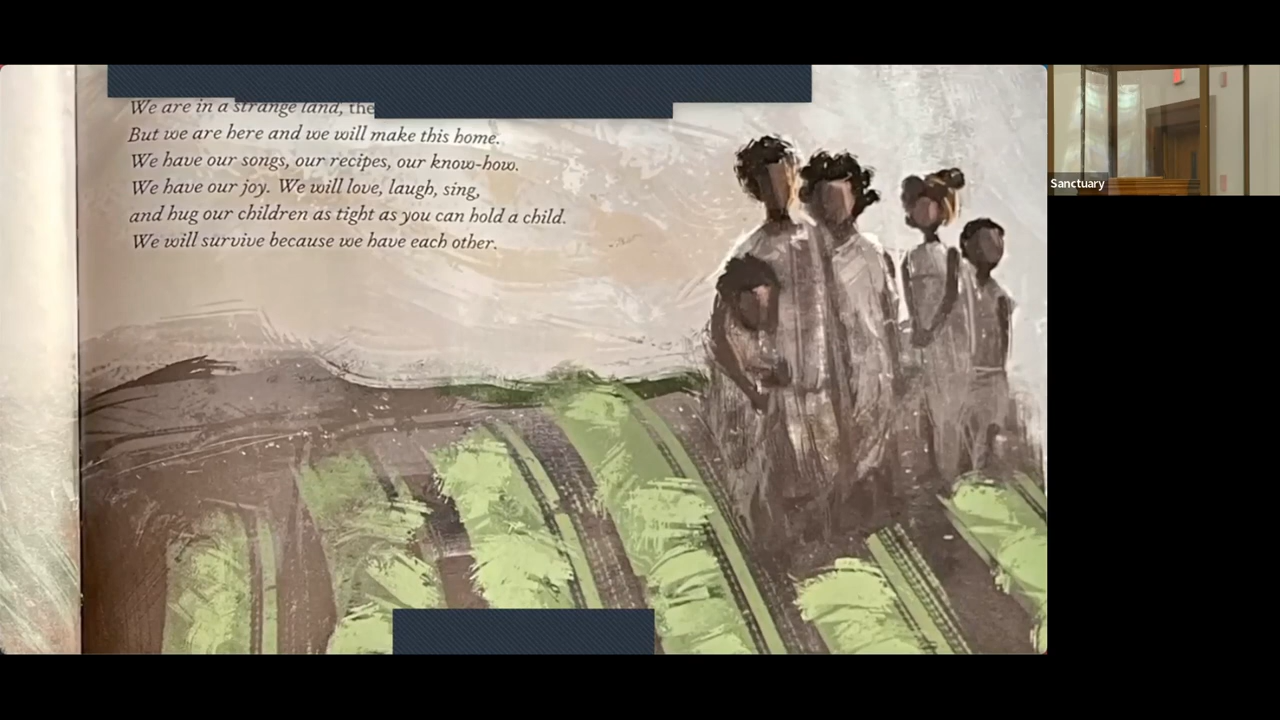 We are in a strange land, the
But we are here and we will make this home.
We have our songs, our recipes, our know-how.
We have our joy. We will love, laugh, sing,
and hug our children as tight as you can hold a child.
We will survive because we have each other.
Sanctuary